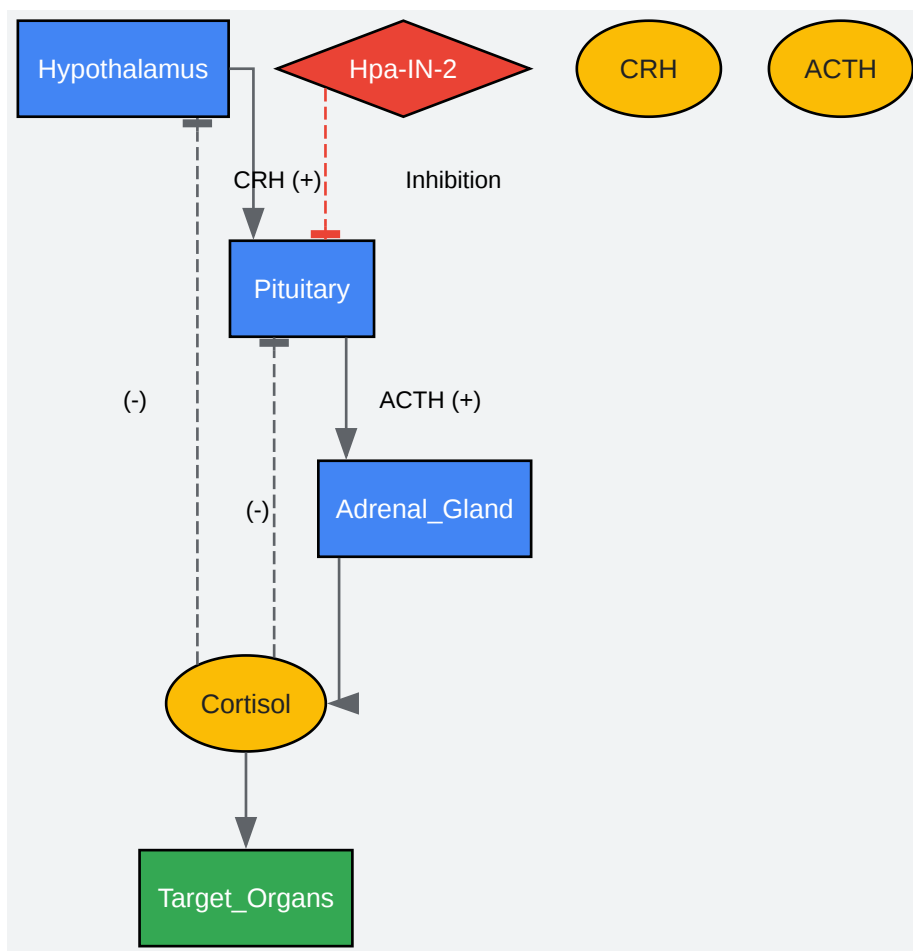 Hypothalamus
Hpa-IN-2
CRH
ACTH
CRH (+)
Inhibition
Pituitary
(-)
ACTH (+)
(-)
Adrenal_Gland
Cortisol
Target_Organs